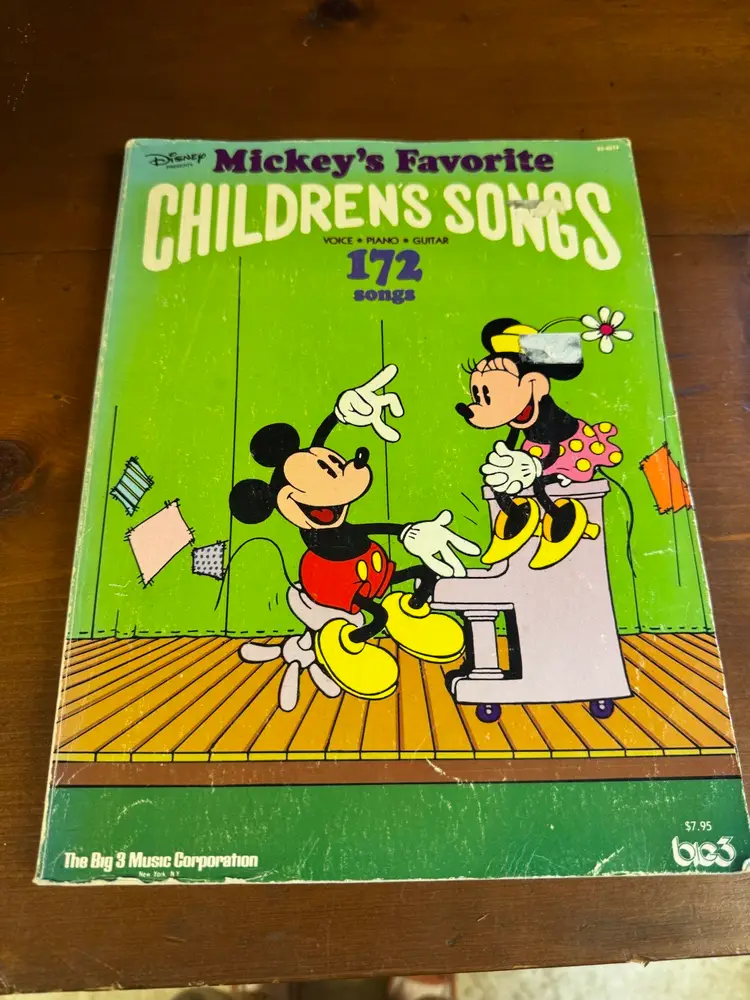 Disney
PRESENTS
Mickey's Favorite
CHILDRENS SONGS
VOICE • PIANO • GUITAR
172
songs
$7.95
The Big 3 Music Corporation
New York N.Y.
big3